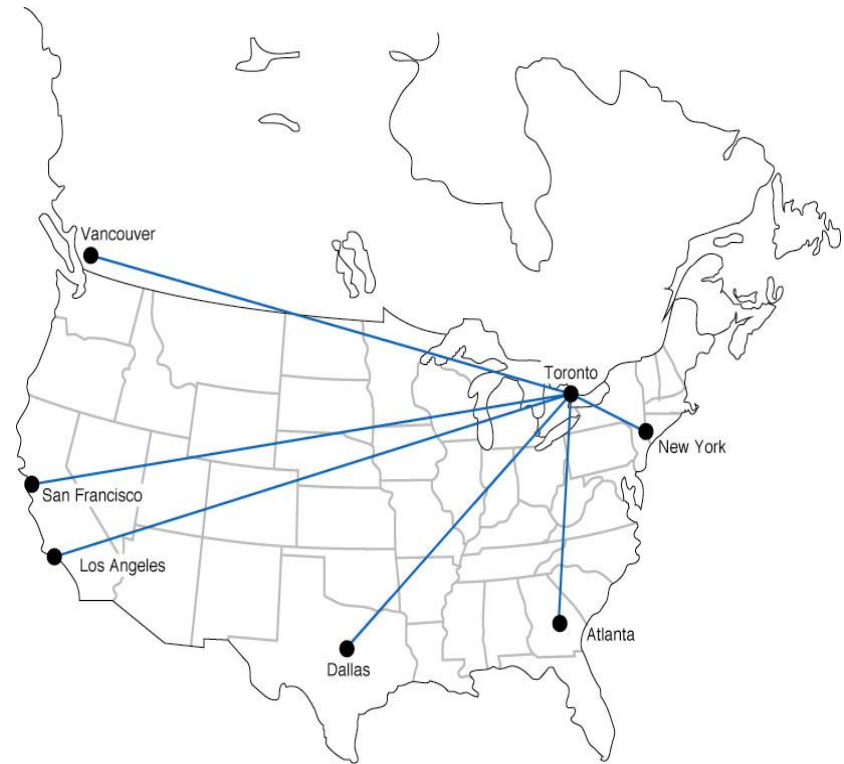 Vancouver
Toronto
New York
San Francisco
Los Angeles
Atlanta
Dallas